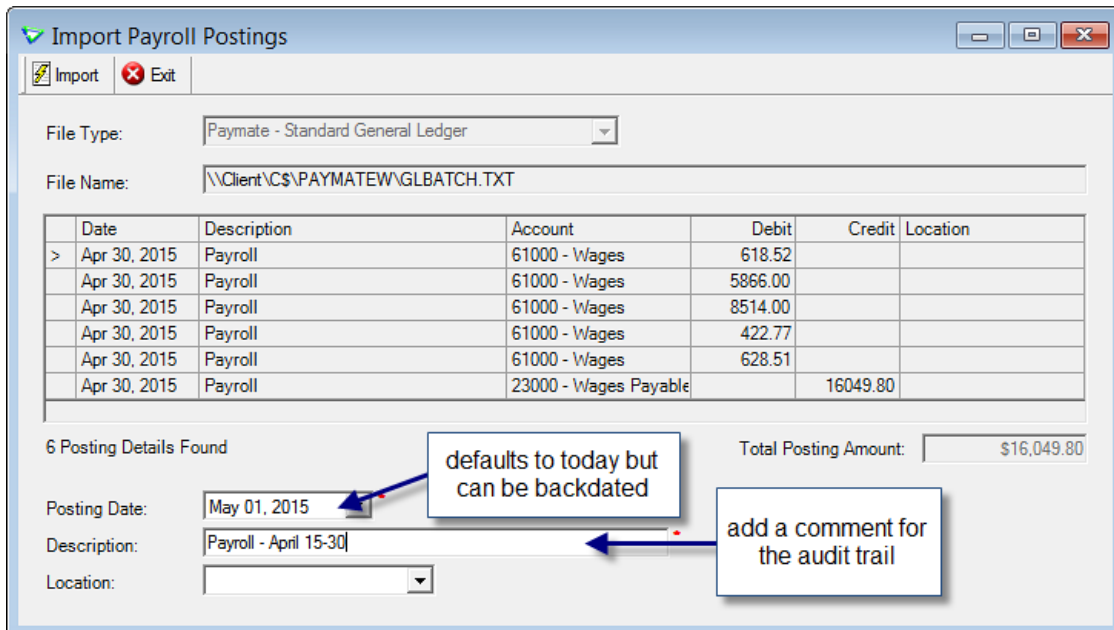 Import Payroll Postings
Import Exit
File Type: Paymate - Standard General Ledger
File Name: \\Client\C$\PAYMATEW\GLBATCH.TXT
Date Description Account Debit Credit Location
> Apr 30, 2015 Payroll 61000 - Wages 618.52
Apr 30, 2015 Payroll 61000 - Wages 5866.00
Apr 30, 2015 Payroll 61000 - Wages 8514.00
Apr 30, 2015 Payroll 61000 - Wages 422.77
Apr 30, 2015 Payroll 61000 - Wages 628.51
Apr 30, 2015 Payroll 23000 - Wages Payable 16049.80
6 Posting Details Found
Total Posting Amount: $16,049.80
defaults to today but
can be backdated
Posting Date: May 01, 2015 *
Description: Payroll - April 15-30 *
add a comment for
the audit trail
Location: